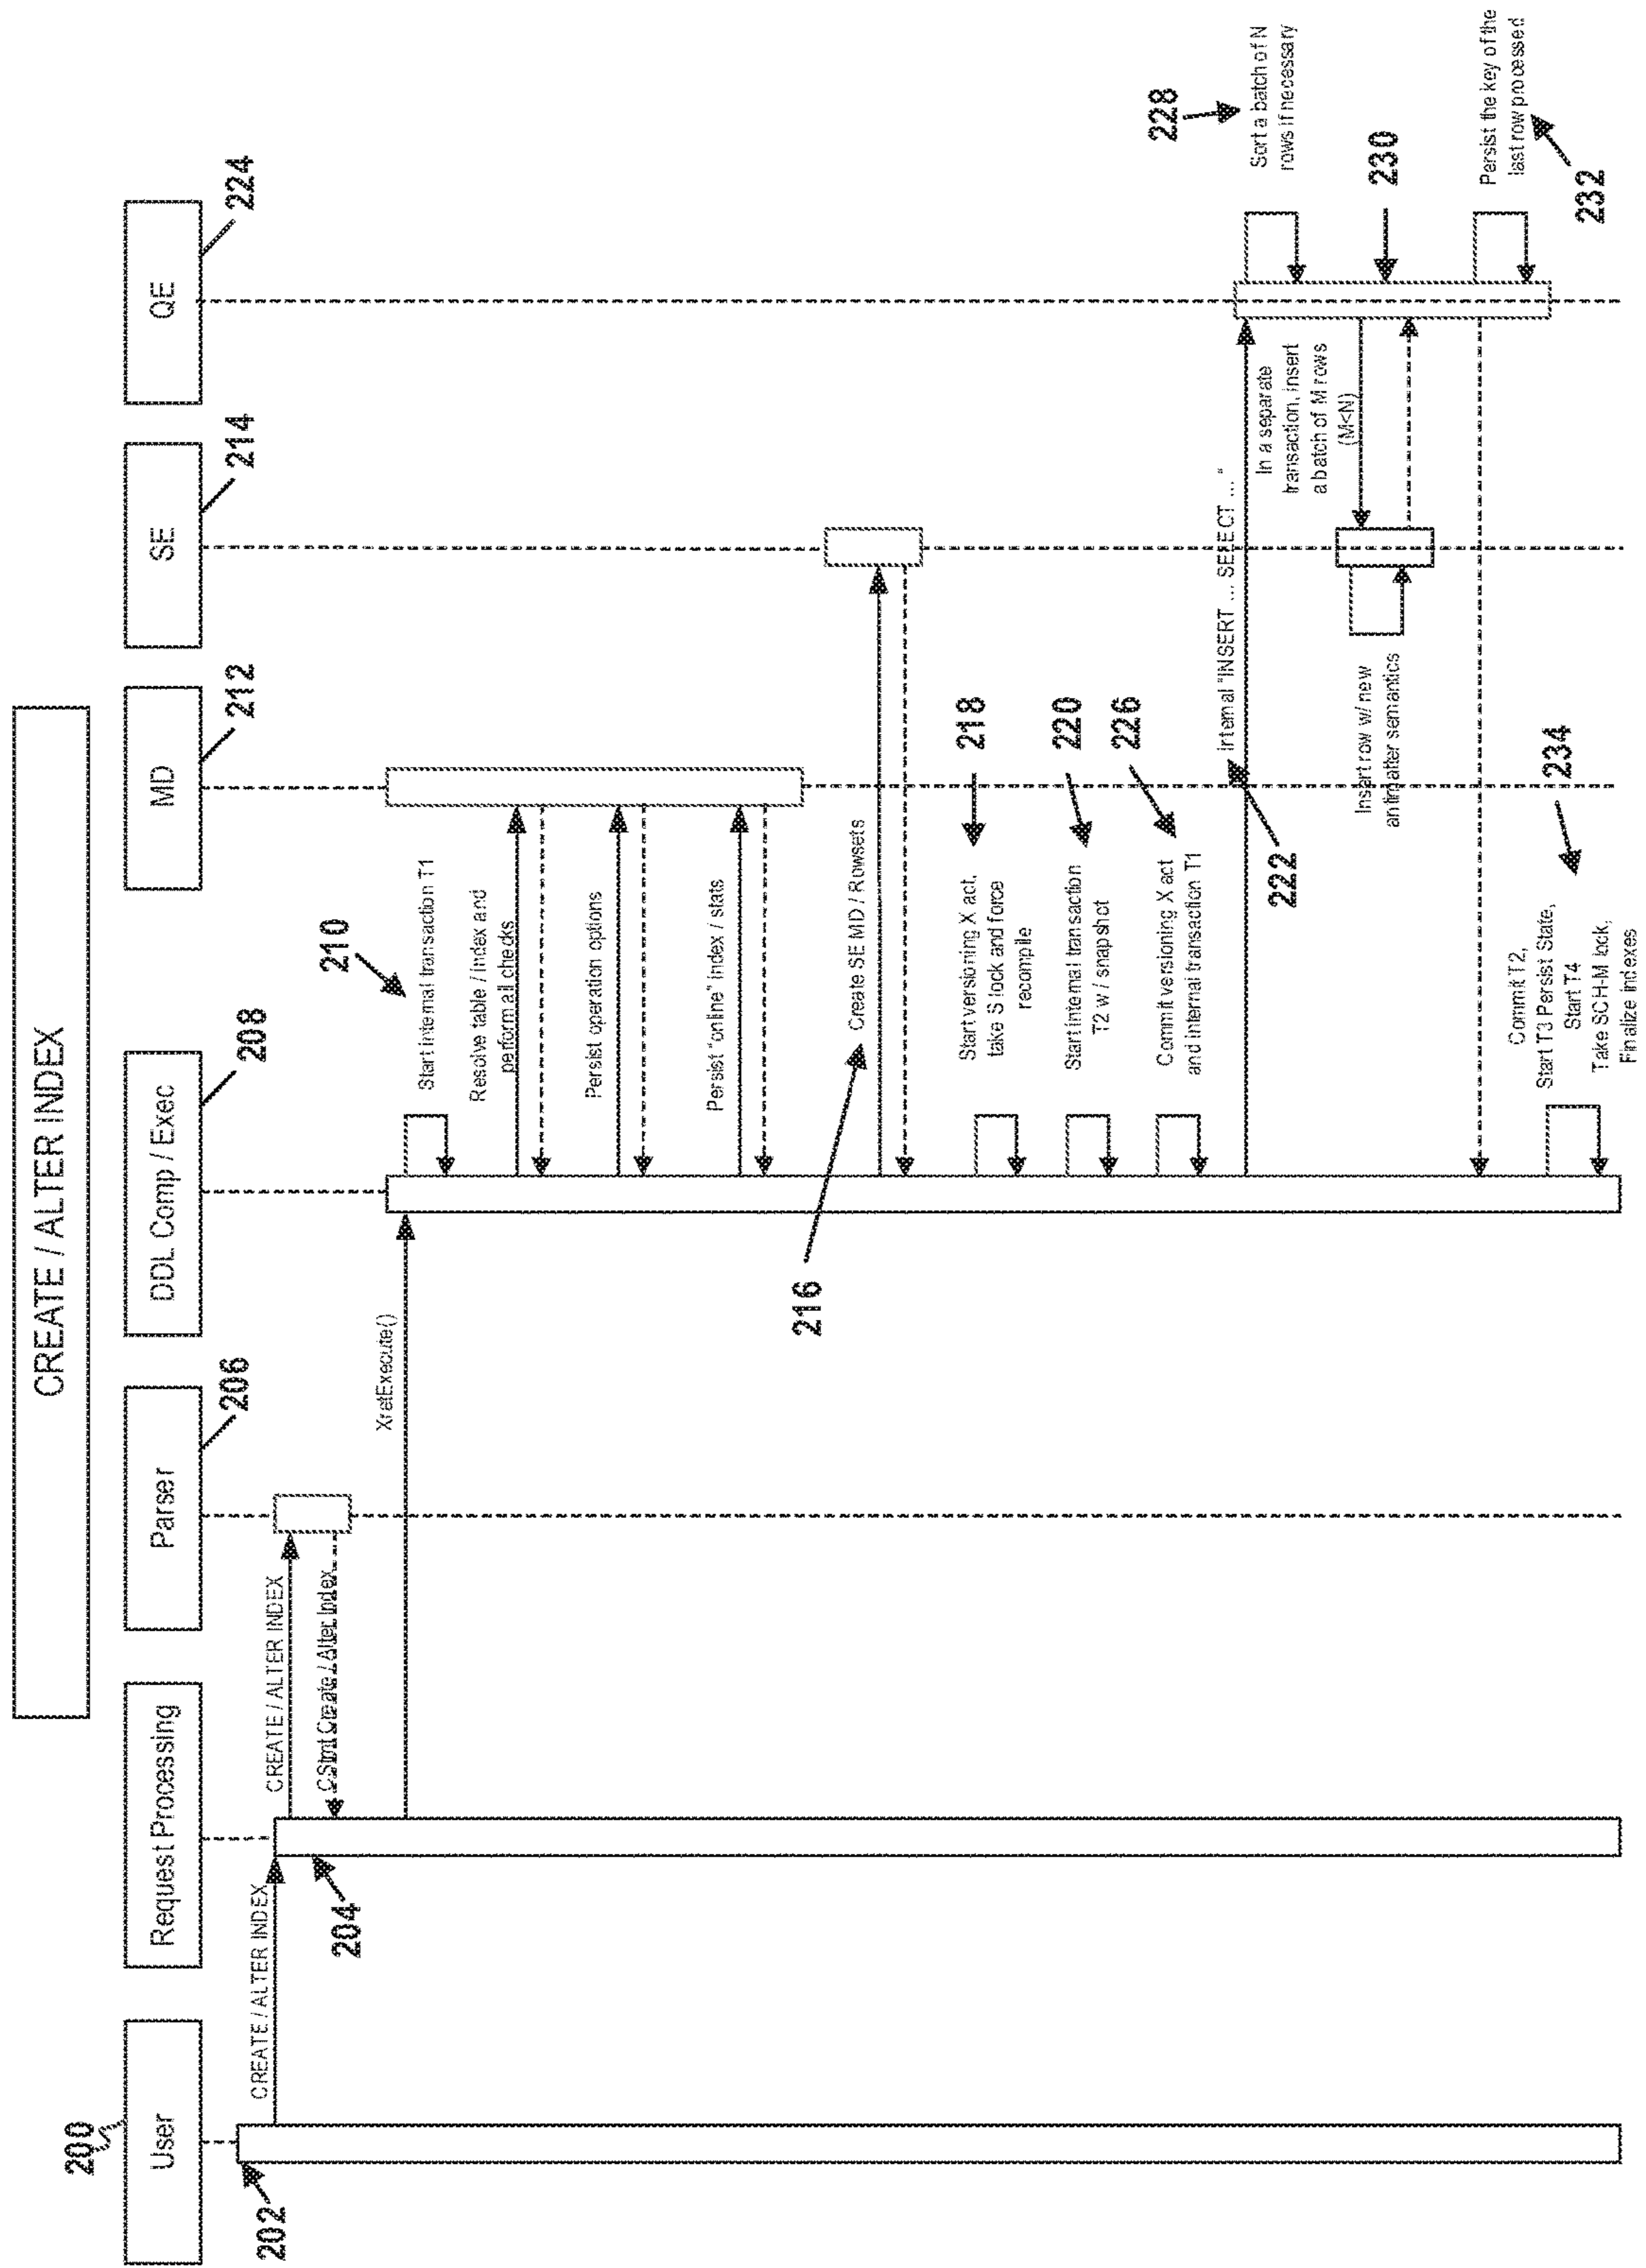 CREATE / ALTER INDEX
200
User
Request Processing
Parser
206
DDL Comp / Exec
208
MD
212
SE
214
QE
224
202
CREATE / ALTER INDEX
204
CREATE / ALTER INDEX
CStmtCreate/AlterIndex
XretExecute()
210
Start internal transaction T1
Resolve table / index and
perform all checks
Persist operation options
Persist "online" index / stats
216
Create SE MD / Rowsets
218
Start versioning X act,
take S lock and force
recompile
220
Start internal transaction
T2 w / snapshot
226
Commit versioning X act
and internal transaction T1
222
Internal "INSERT ... SELECT ... "
228
Sort a batch of N
rows if necessary
In a separate
transaction, insert
a batch of M rows
(M<N)
230
Insert row w/ new
antimatter semantics
Persist the key of the
last row processed
232
234
Commit T2,
Start T3 Persist State,
Start T4
Take SCH-M lock,
Finalize indexes